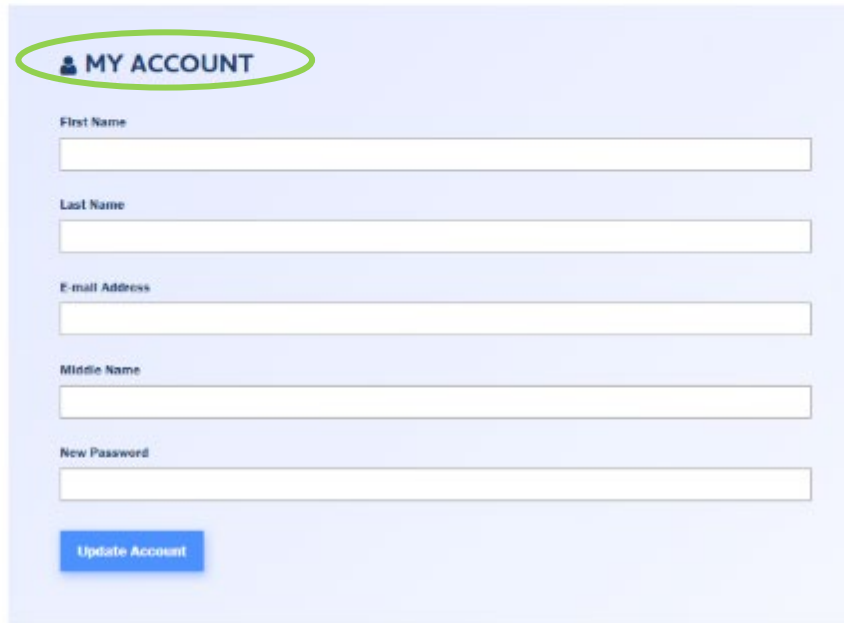 MY ACCOUNT
First Name
Last Name
E-mail Address
Middle Name
New Password
Update Account